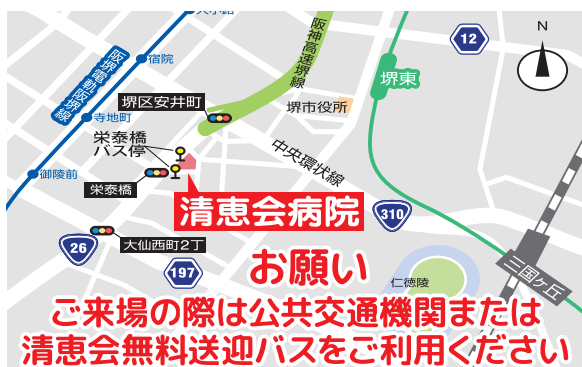 大小路
阪神高速堺線
12
N
宿院
阪堺電軌阪堺線
堺東
堺区安井町
堺市役所
寺地町
栄泰橋
バス停
中央環状線
御陵前
栄泰橋
清恵会病院
310
大仙西町2丁
26
197
お願い
仁徳陵
三国ヶ丘
ご来場の際は公共交通機関または
清恵会無料送迎バスをご利用ください